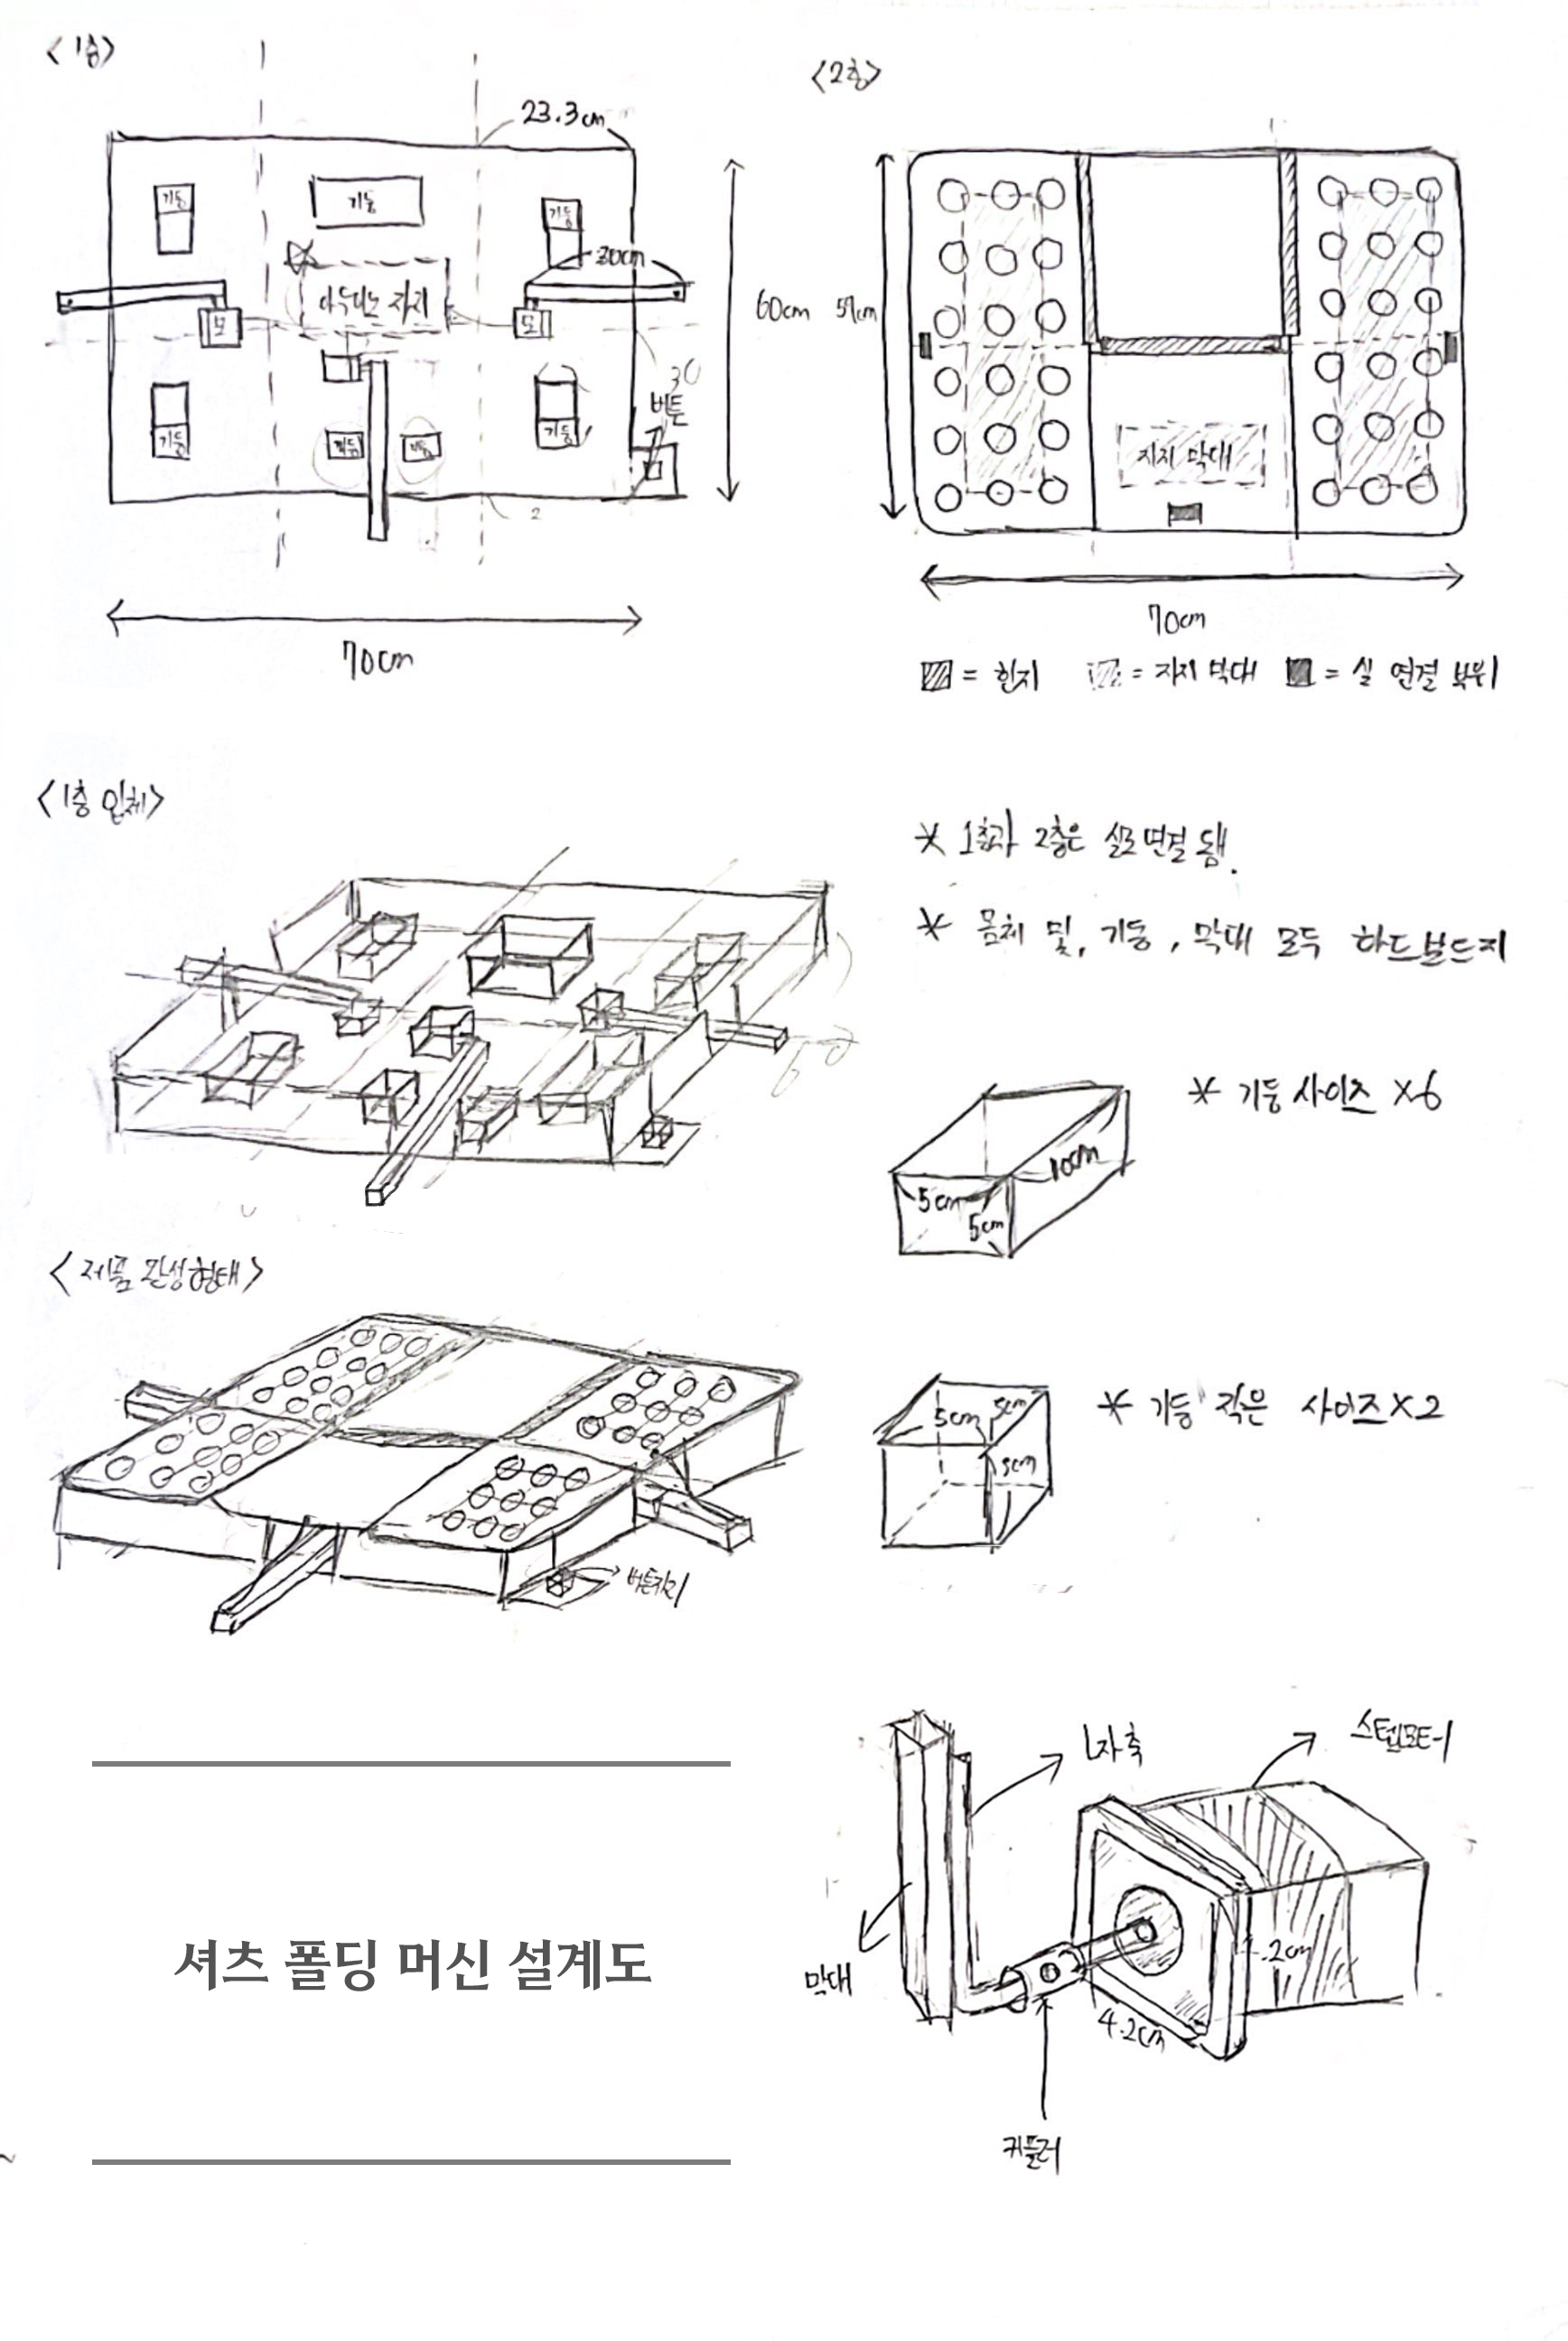 <1층>
23.3cm
기둥
기둥
기둥
30cm
아두이노 자리
모
모
60cm
30
버튼
기둥
기둥
기둥
기둥
2
70cm
<2층>
59cm
지지 막대
70cm
= 힌지
= 지지 막대
= 실 연결 부위
<1층 입체>
* 1층과 2층은 실로 연결 됨.
* 몸체 및, 기둥, 막대 모두 하드보드지
* 기둥 사이즈 x6
10cm
5cm
5cm
<제품 완성형태>
버튼자리
* 기둥 작은 사이즈 x2
5cm
5cm
5cm
셔츠 폴딩 머신 설계도
L자축
스텝모터
막대
4.2cm
커플러